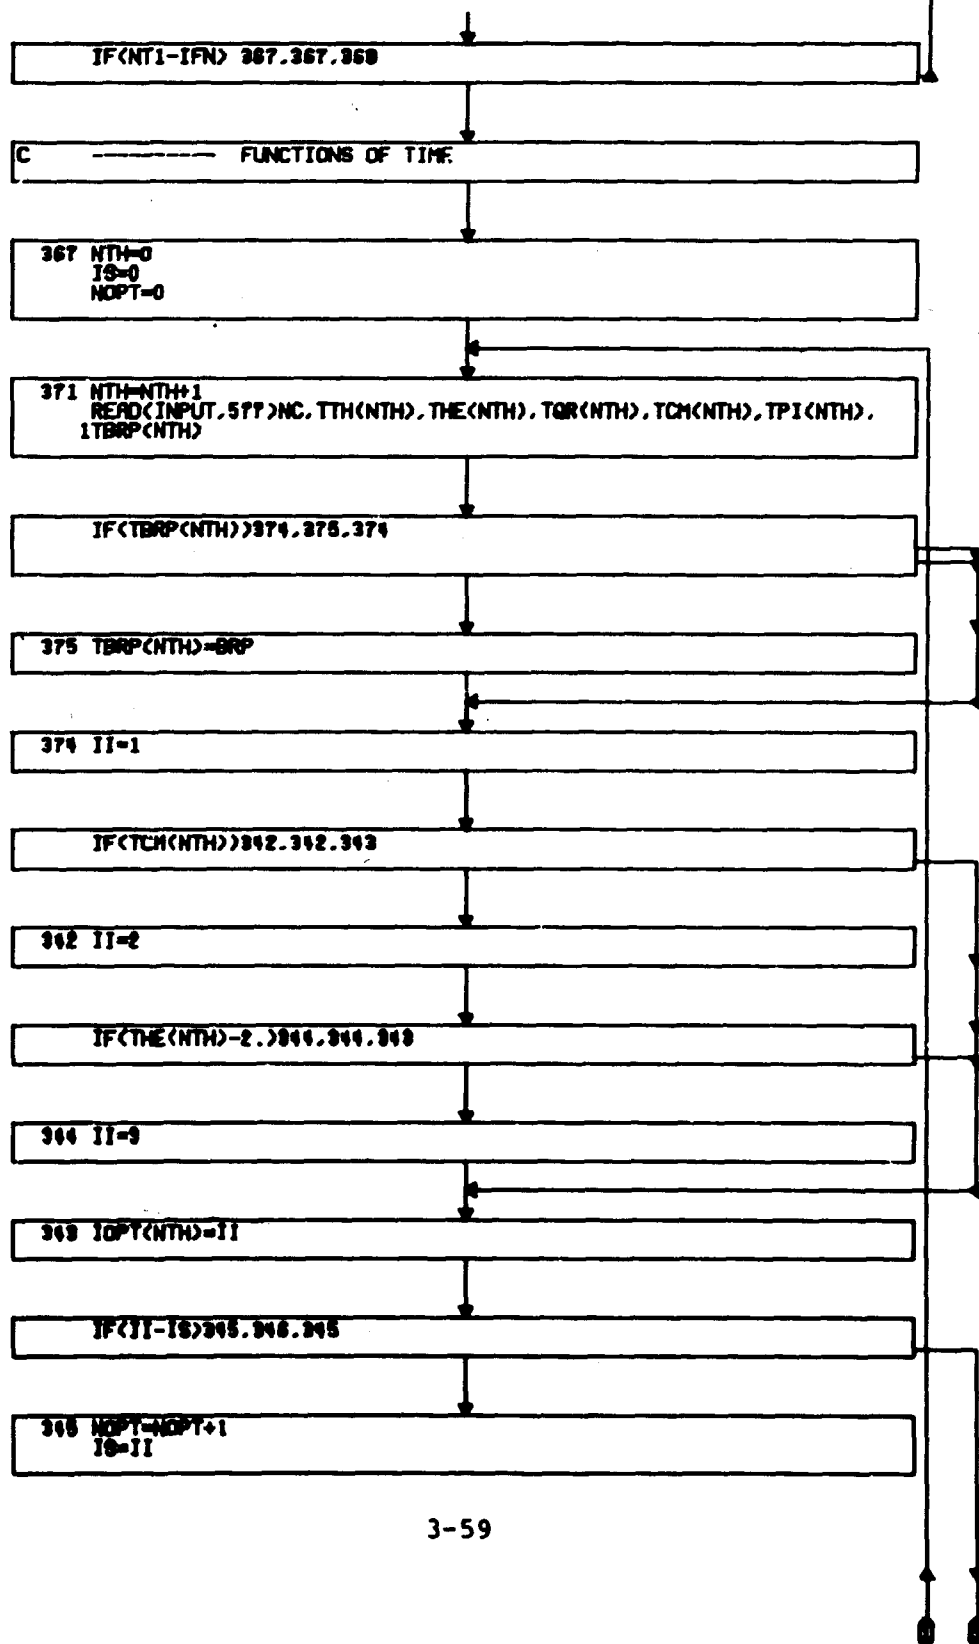 IF(NT1-IFN) 367,367,368
C ---------- FUNCTIONS OF TIME
367 NTH=0
IS=0
NOPT=0
371 NTH=NTH+1
READ(INPUT,577)NC,TTH(NTH),THE(NTH),TQR(NTH),TCM(NTH),TPI(NTH),
1TBRP(NTH)
IF(TBRP(NTH))374,375,374
375 TBRP(NTH)=BRP
374 II=1
IF(TCM(NTH))342,342,343
342 II=2
IF(THE(NTH)-2.)344,344,343
344 II=3
343 IOPT(NTH)=II
IF(II-IS)345,346,345
345 NOPT=NOPT+1
IS=II
3-59